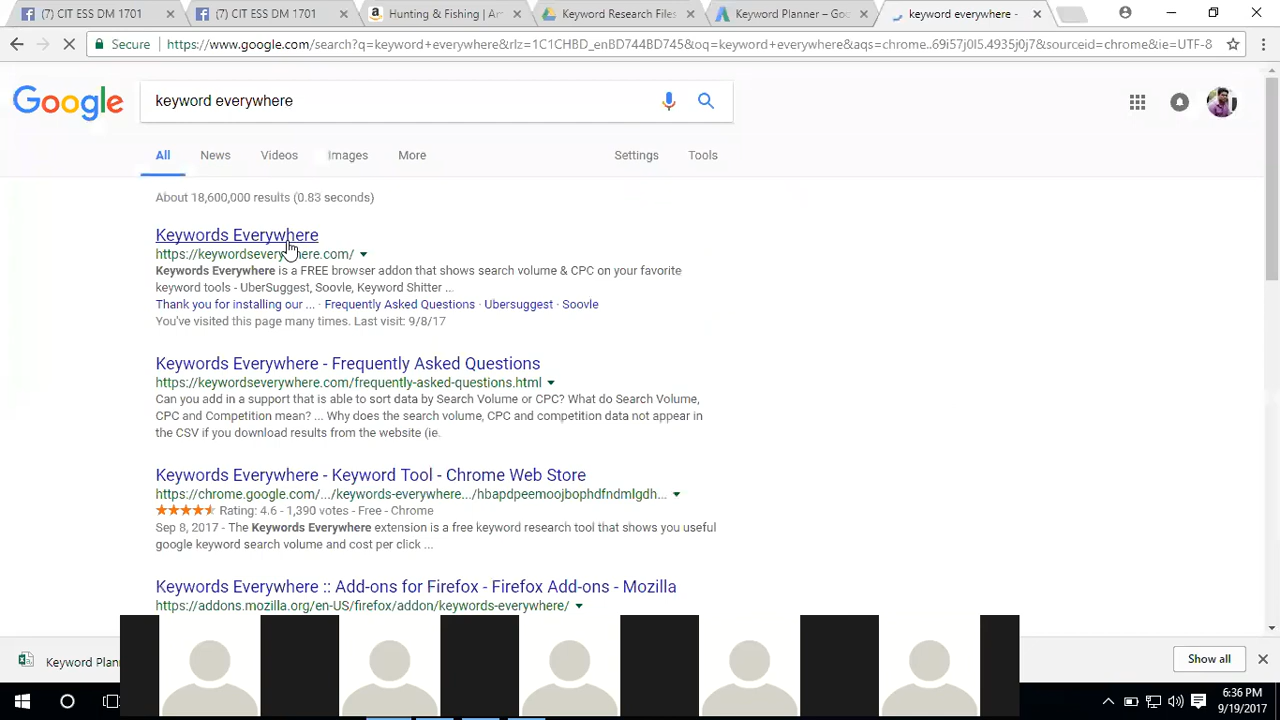 (7) CIT ESS DM 1701
(7) CIT ESS DM 1701
Hunting & Fishing | Am
Keyword Research Files
Keyword Planner – Goo
keyword everywhere -
Secure
https://www.google.com/search?q=keyword+everywhere&rlz=1C1CHBD_enBD744BD745&oq=keyword+everywhere&aqs=chrome..69i57j0l5.4935j0j7&sourceid=chrome&ie=UTF-8
Google
keyword everywhere
All News Videos Images More Settings Tools
About 18,600,000 results (0.83 seconds)
Keywords Everywhere
https://keywordseverywhere.com/
Keywords Everywhere is a FREE browser addon that shows search volume & CPC on your favorite
keyword tools - UberSuggest, Soovle, Keyword Shitter ...
Thank you for installing our ... · Frequently Asked Questions · Ubersuggest · Soovle
You've visited this page many times. Last visit: 9/8/17
Keywords Everywhere - Frequently Asked Questions
https://keywordseverywhere.com/frequently-asked-questions.html
Can you add in a support that is able to sort data by Search Volume or CPC? What do Search Volume,
CPC and Competition mean? ... Why does the search volume, CPC and competition data not appear in
the CSV if you download results from the website (ie.
Keywords Everywhere - Keyword Tool - Chrome Web Store
https://chrome.google.com/.../keywords-everywhere.../hbapdpeemoojbophdfndmlgdh...
Rating: 4.6 - 1,390 votes - Free - Chrome
Sep 8, 2017 - The Keywords Everywhere extension is a free keyword research tool that shows you useful
google keyword search volume and cost per click ...
Keywords Everywhere :: Add-ons for Firefox - Firefox Add-ons - Mozilla
https://addons.mozilla.org/en-US/firefox/addon/keywords-everywhere/
Keyword Plann
Show all
6:36 PM
9/19/2017